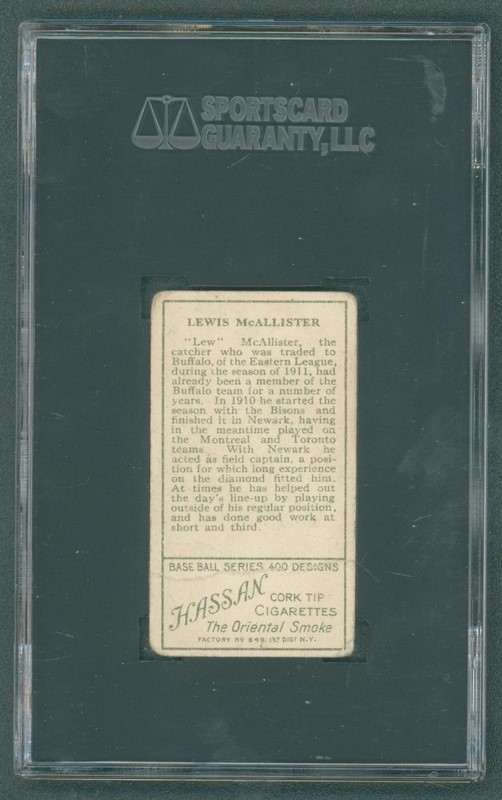 SPORTSCARD
GUARANTY, LLC
LEWIS McALLISTER
"Lew" McAllister, the
catcher who was traded to
Buffalo, of the Eastern League,
during the season of 1911, had
already been a member of the
Buffalo team for a number of
years. In 1910 he started the
season with the Bisons and
finished it in Newark, having
in the meantime played on
the Montreal and Toronto
teams. With Newark he
acted as field captain, a posi-
tion for which long experience
on the diamond fitted him.
At times he has helped out
the day's line-up by playing
outside of his regular position,
and has done good work at
short and third.
BASE BALL SERIES 400 DESIGNS
HASSAN
CORK TIP
CIGARETTES
The Oriental Smoke
FACTORY No 649 1ST DIST. N.Y.